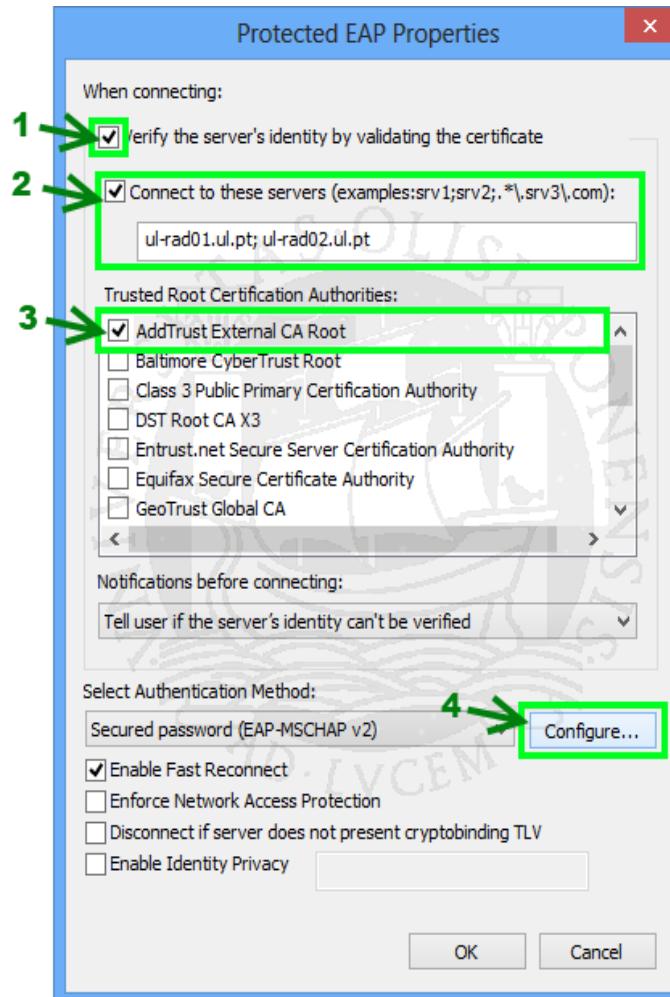 Protected EAP Properties
x
When connecting:
1
Verify the server's identity by validating the certificate
2
Connect to these servers (examples:srv1;srv2;.*\.srv3\.com):
ul-rad01.ul.pt; ul-rad02.ul.pt
Trusted Root Certification Authorities:
3
AddTrust External CA Root
Baltimore CyberTrust Root
Class 3 Public Primary Certification Authority
DST Root CA X3
Entrust.net Secure Server Certification Authority
Equifax Secure Certificate Authority
GeoTrust Global CA
Notifications before connecting:
Tell user if the server's identity can't be verified
Select Authentication Method:
4
Secured password (EAP-MSCHAP v2)
Configure...
Enable Fast Reconnect
Enforce Network Access Protection
Disconnect if server does not present cryptobinding TLV
Enable Identity Privacy
OK
Cancel